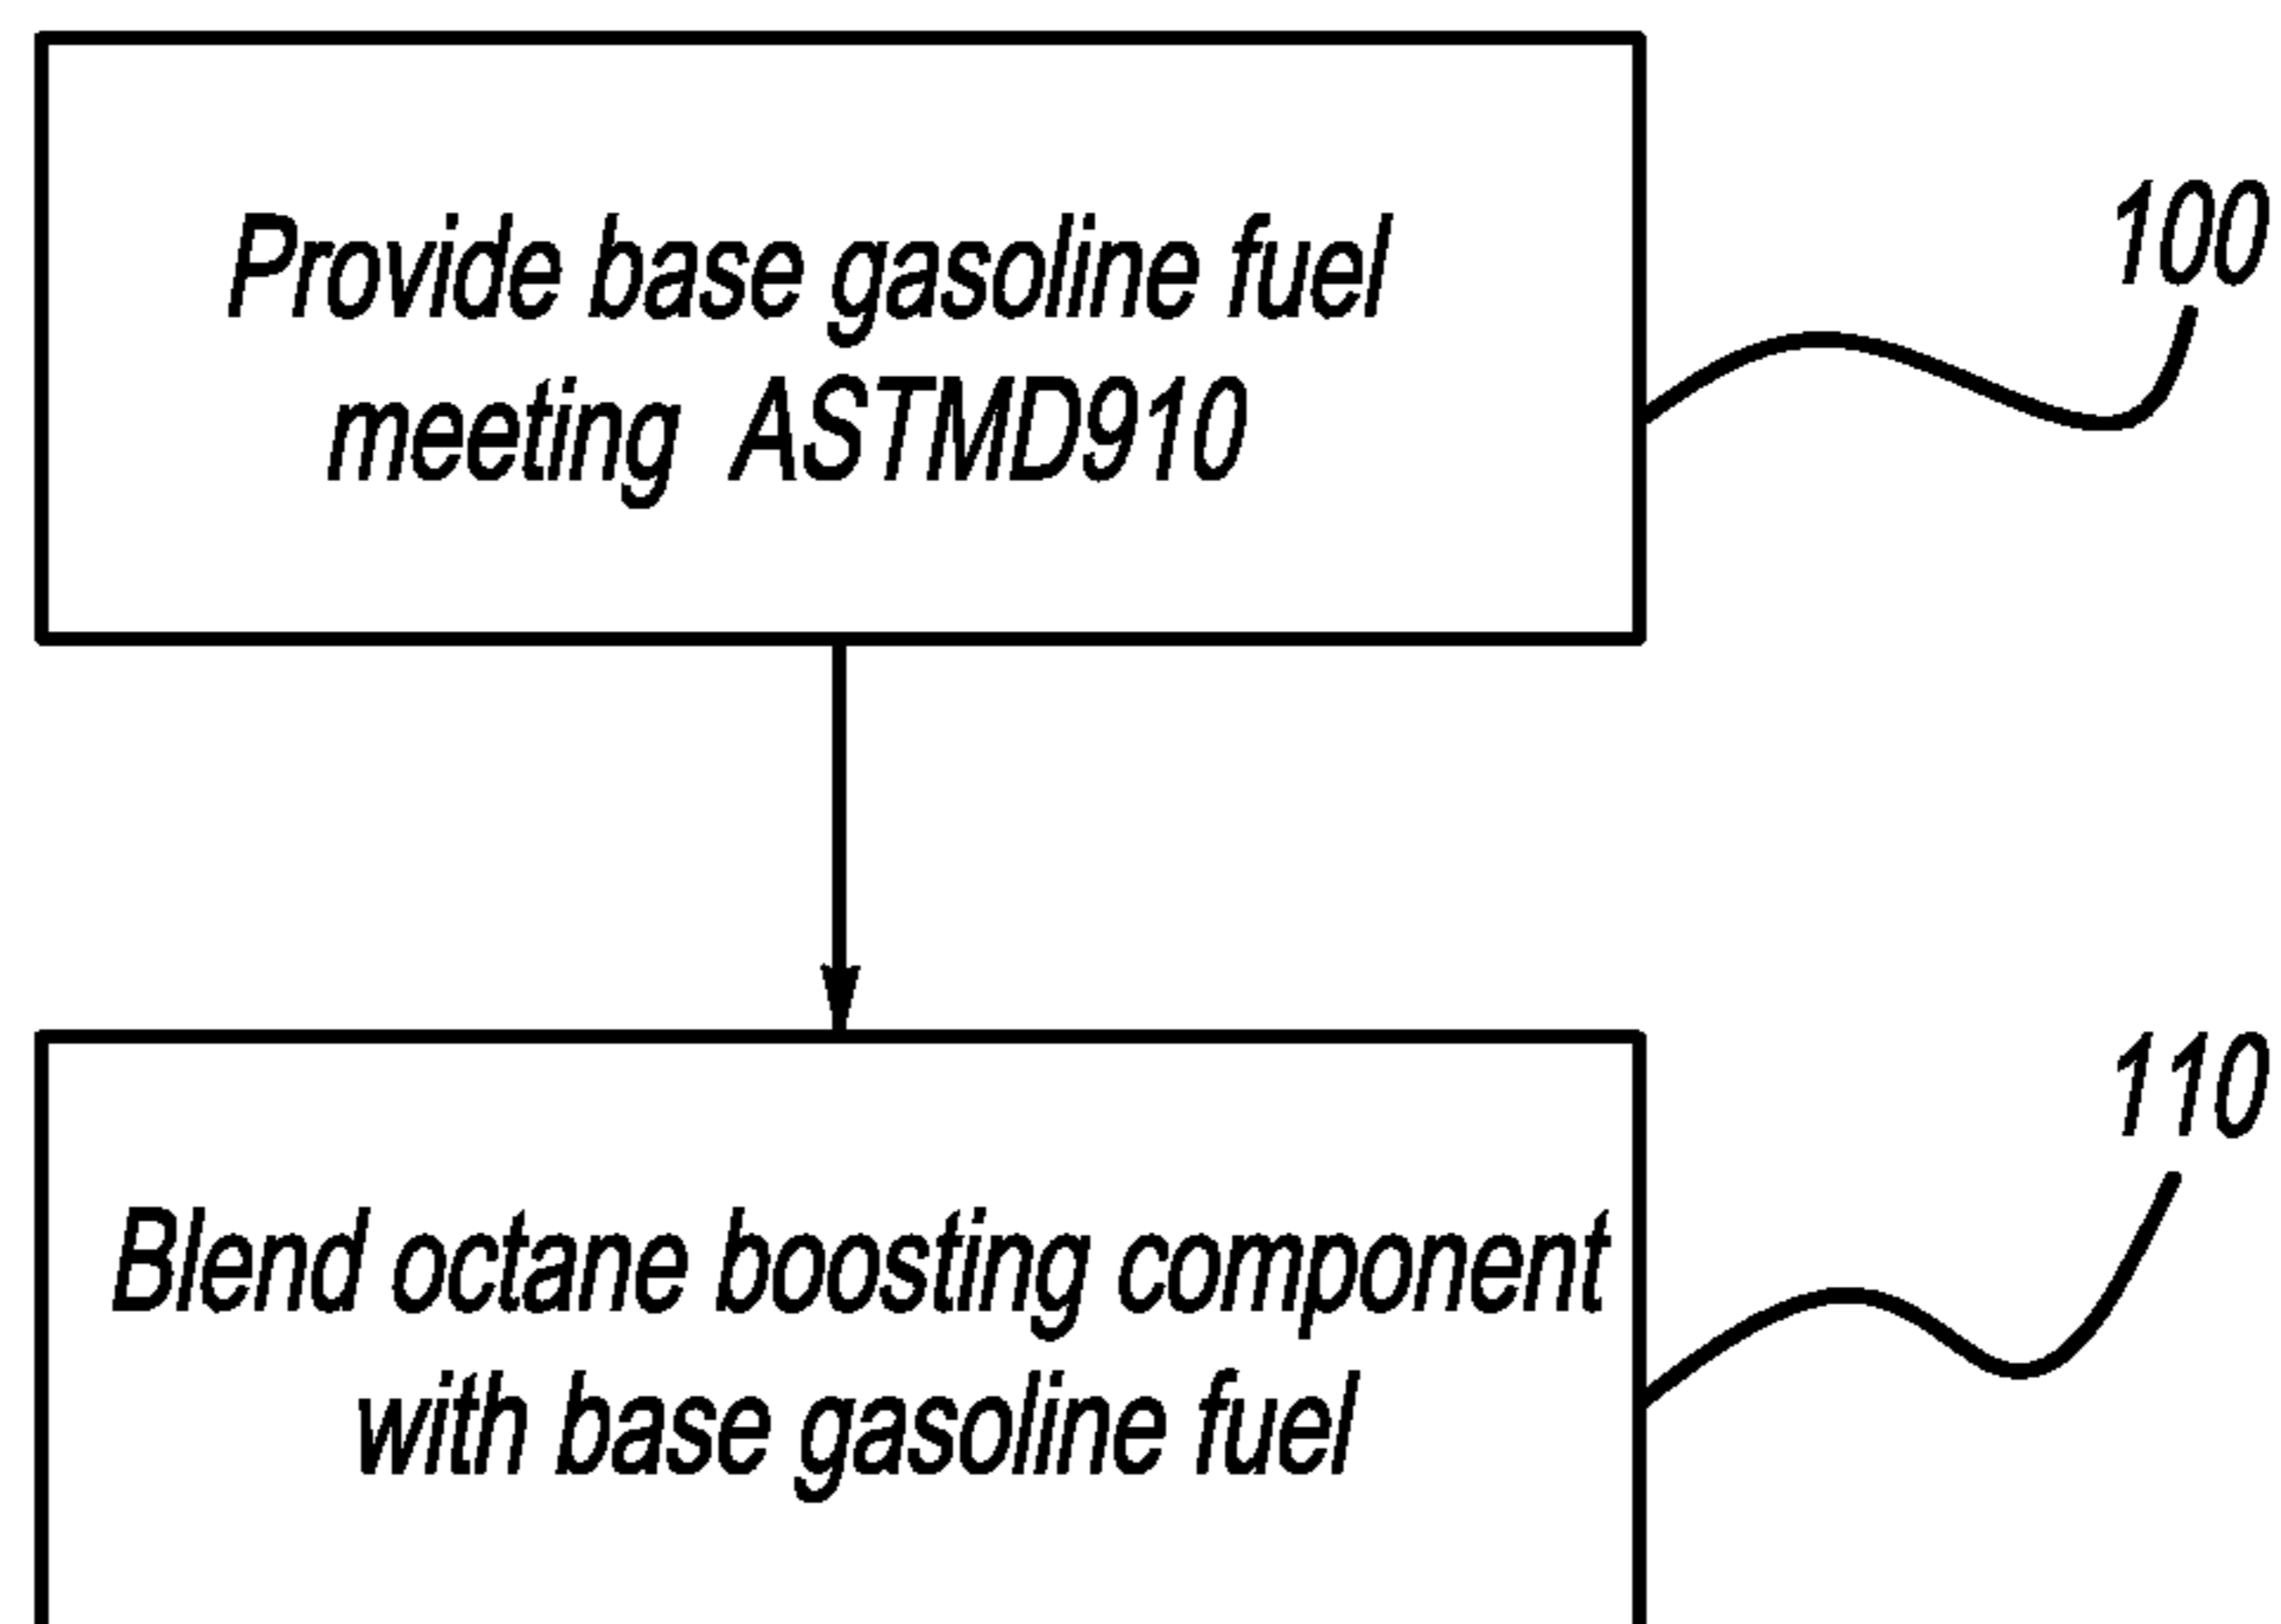 Provide base gasoline fuel
meeting ASTMD910
100
Blend octane boosting component
with base gasoline fuel
110